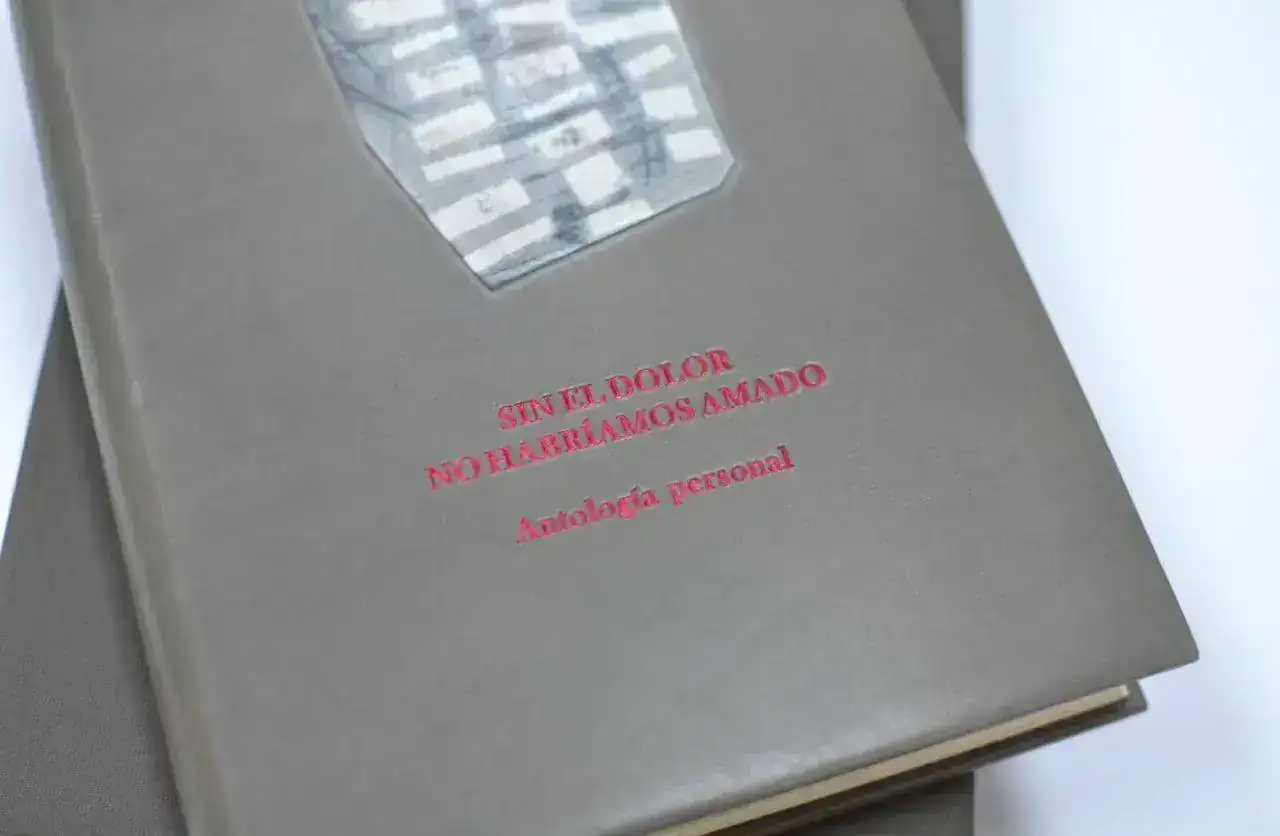 SIN EL DOLOR
NO HABRÍAMOS AMADO
Antología personal